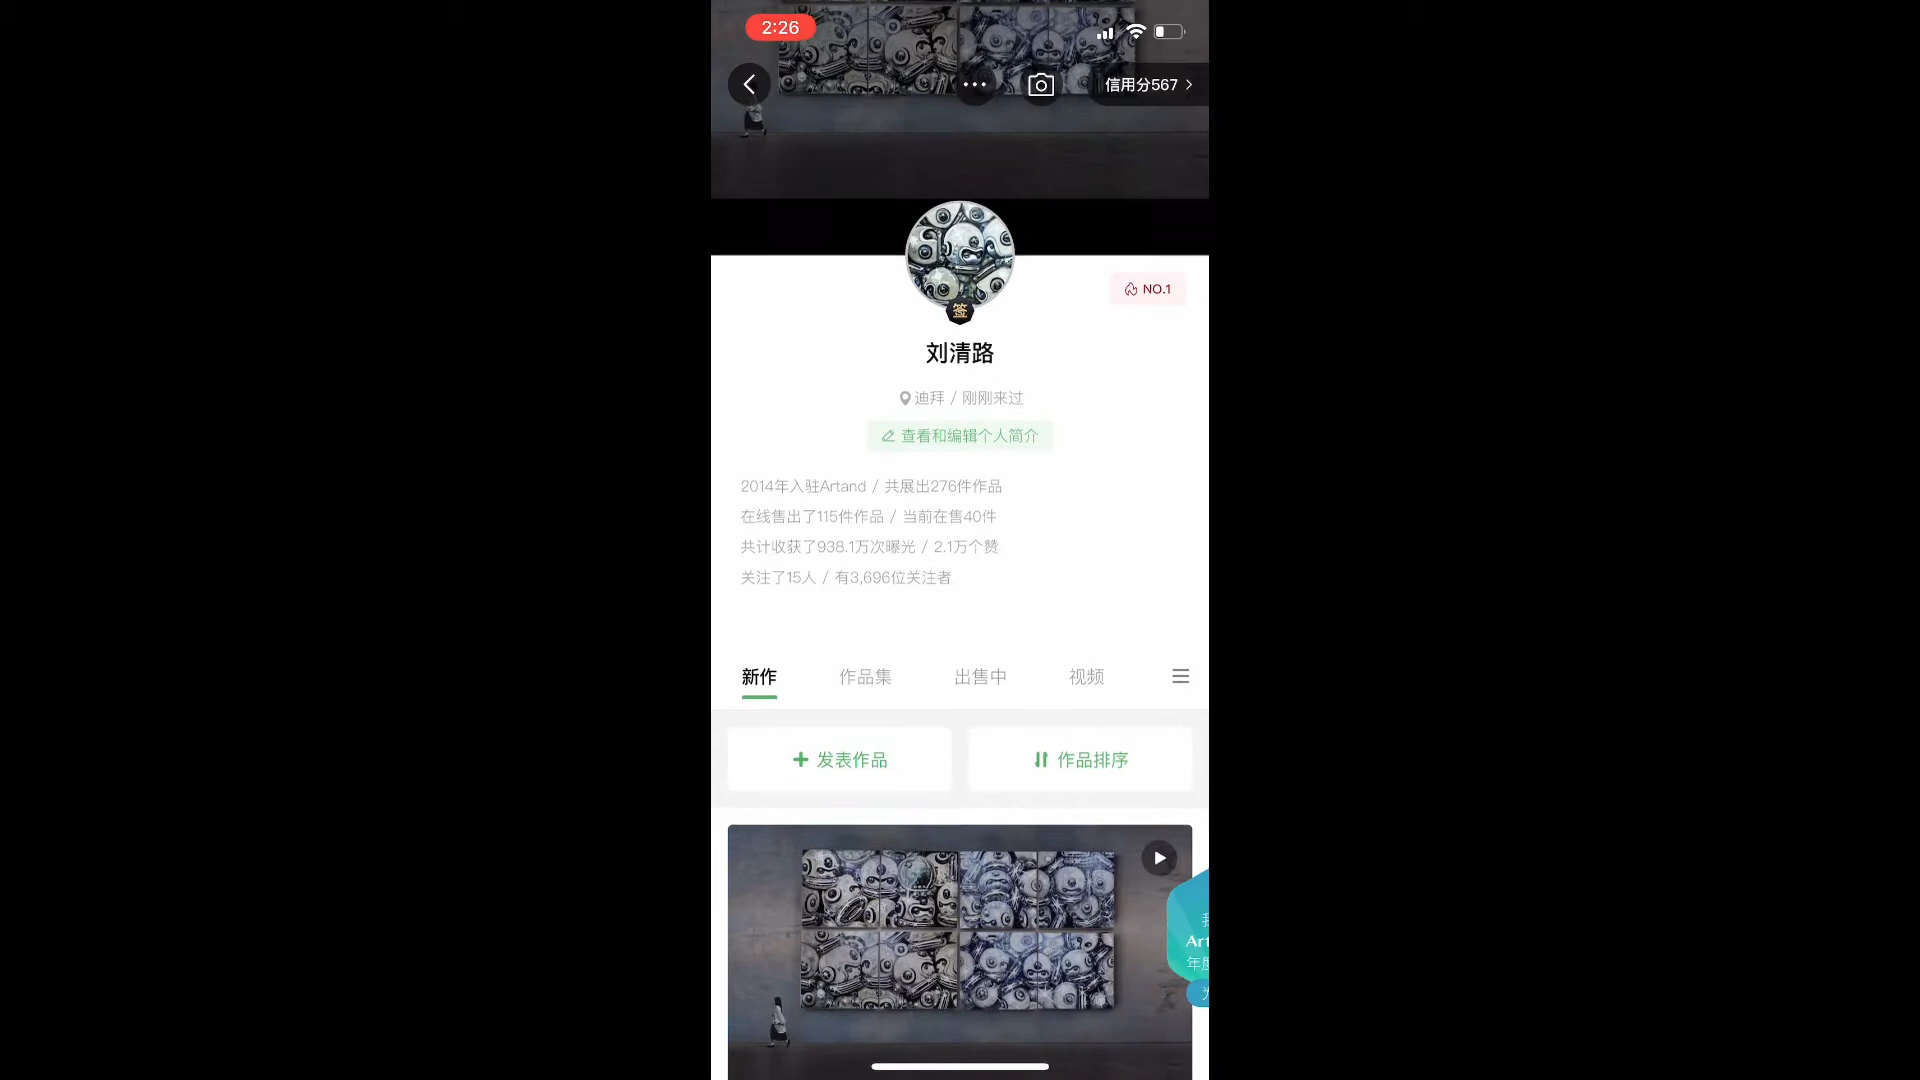 2:26
信用分567
NO.1
签
刘清路
迪拜 / 刚刚来过
查看和编辑个人简介
2014年入驻Artand / 共展出276件作品
在线售出了115件作品 / 当前在售40件
共计收获了938.1万次曝光 / 2.1万个赞
关注了15人 / 有3,696位关注者
新作 作品集 出售中 视频
发表作品 作品排序
Art
年度